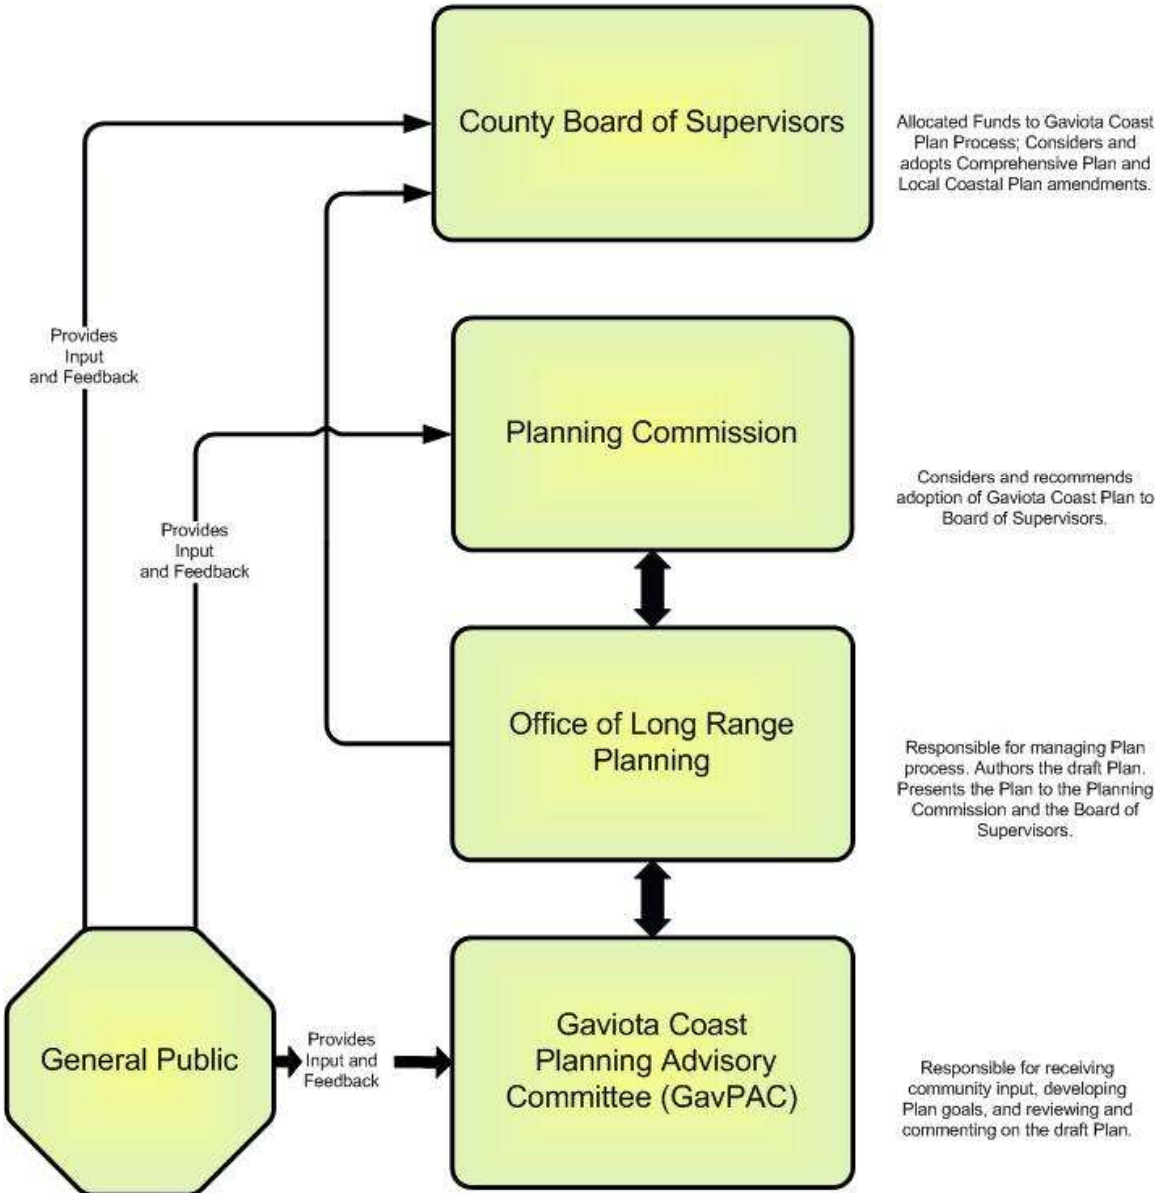 County Board of Supervisors
Allocated Funds to Gaviota Coast
Plan Process; Considers and
adopts Comprehensive Plan and
Local Coastal Plan amendments.
Provides
Input
and Feedback
Planning Commission
Considers and recommends
adoption of Gaviota Coast Plan to
Board of Supervisors.
Provides
Input
and Feedback
Office of Long Range
Planning
Responsible for managing Plan
process. Authors the draft Plan.
Presents the Plan to the Planning
Commission and the Board of
Supervisors.
General Public
Provides
Input and
Feedback
Gaviota Coast
Planning Advisory
Committee (GavPAC)
Responsible for receiving
community input, developing
Plan goals, and reviewing and
commenting on the draft Plan.